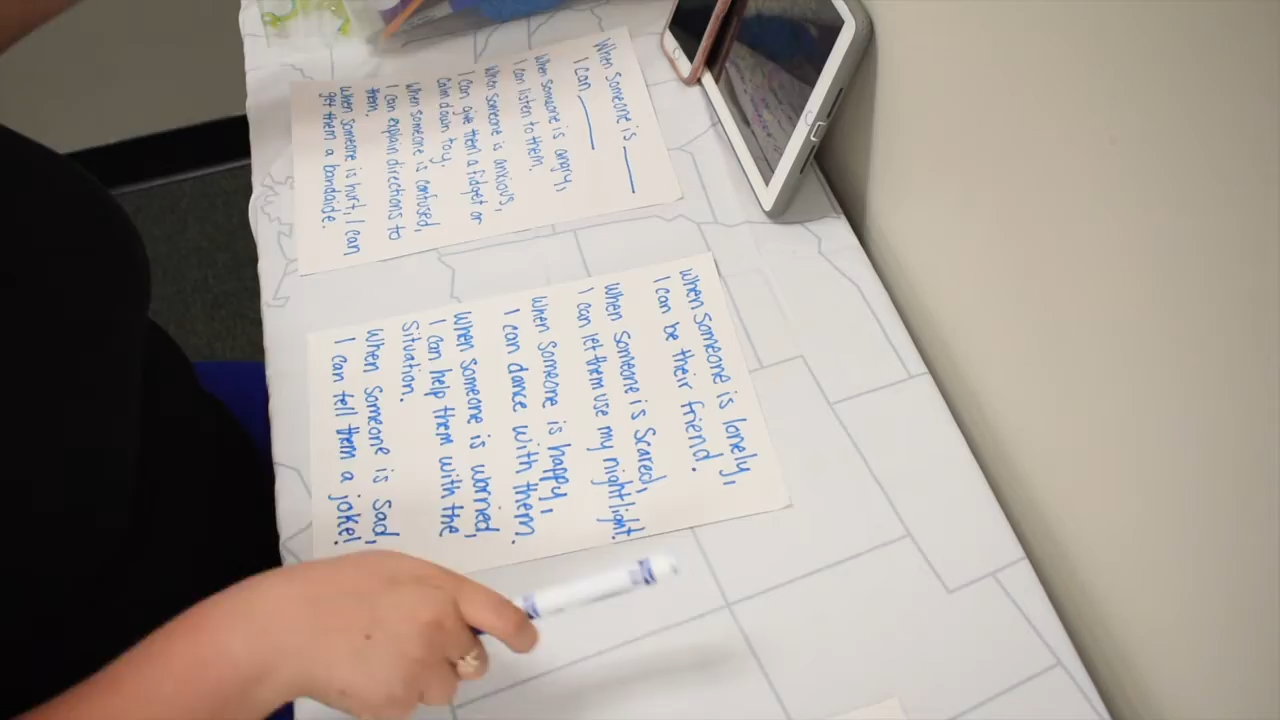 When someone is ____
I can ____
When someone is angry,
I can listen to them.
When someone is anxious,
I can give them a fidget or
calm down toy.
When someone is confused,
I can explain directions to
them.
When someone is hurt, I can
get them a bandaide.
When someone is lonely,
I can be their friend.
When someone is scared,
I can let them use my nightlight.
When someone is happy,
I can dance with them.
When someone is worried,
I can help them with the
situation.
When someone is sad,
I can tell them a joke!